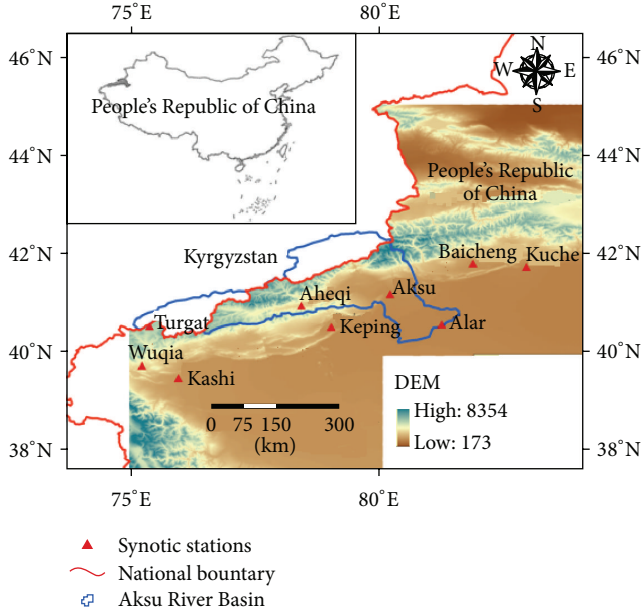 75°E 80°E
46°N
44°N
42°N
40°N
38°N
46°N
44°N
42°N
40°N
38°N
N
W E
S
People's Republic of China
People's Republic
of China
Kyrgyzstan
Baicheng
Kuche
Aksu
Aheqi
Turgat
Keping
Alar
Wuqia
Kashi
0 75 150 300
(km)
DEM
High: 8354
Low: 173
75°E 80°E
Synotic stations
National bountary
Aksu River Basin